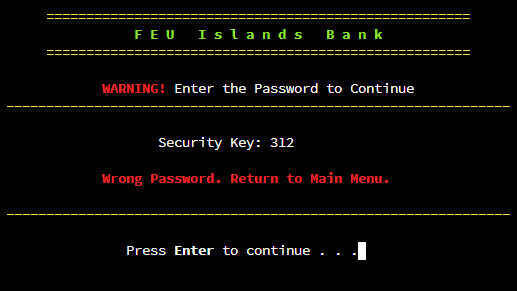 =====================================================
F E U   I s l a n d s   B a n k
=====================================================
WARNING! Enter the Password to Continue
---------------------------------------------------------------
Security Key: 312
Wrong Password. Return to Main Menu.
---------------------------------------------------------------
Press Enter to continue . . .